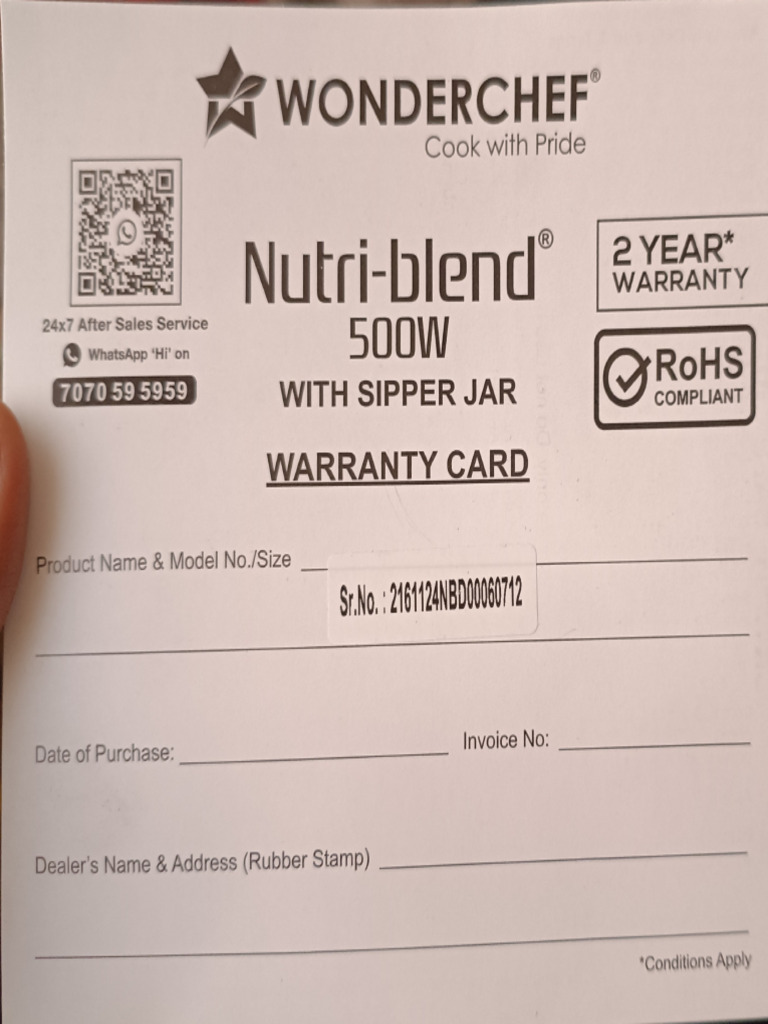 WONDERCHEF®
Cook with Pride
24x7 After Sales Service
WhatsApp 'Hi' on
7070 59 5959
Nutri-blend®
500W
WITH SIPPER JAR
2 YEAR*
WARRANTY
RoHS
COMPLIANT
WARRANTY CARD
Product Name & Model No./Size
Sr.No. : 2161124NBD00060712
Date of Purchase:
Invoice No:
Dealer's Name & Address (Rubber Stamp)
*Conditions Apply